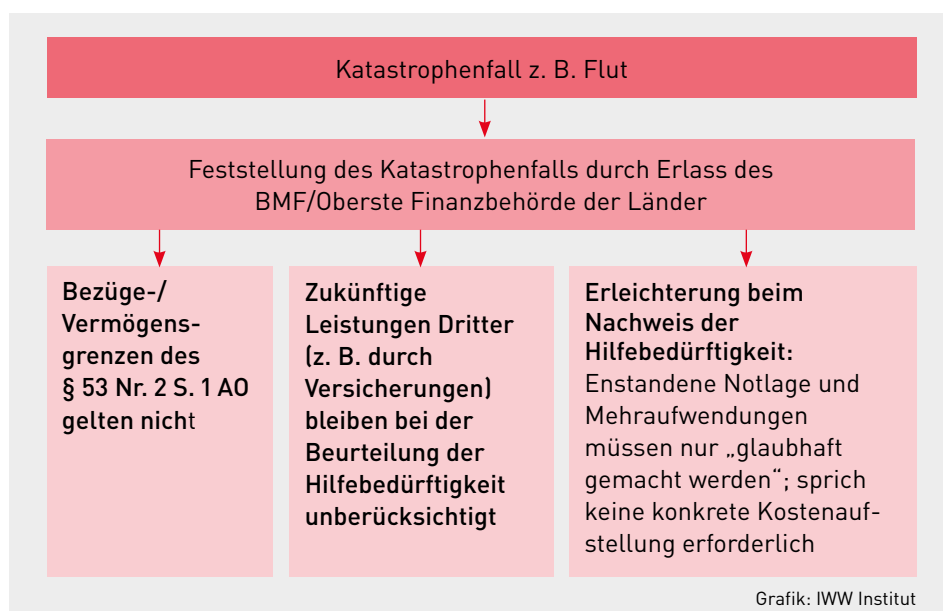 Katastrophenfall z. B. Flut
Feststellung des Katastrophenfalls durch Erlass des
BMF/Oberste Finanzbehörde der Länder
Bezüge-/
Vermögens-
grenzen des
§ 53 Nr. 2 S. 1 AO
gelten nicht
Zukünftige
Leistungen Dritter
(z. B. durch
Versicherungen)
bleiben bei der
Beurteilung der
Hilfebedürftigkeit
unberücksichtigt
Erleichterung beim
Nachweis der
Hilfebedürftigkeit:
Enstandene Notlage und
Mehraufwendungen
müssen nur „glaubhaft
gemacht werden“; sprich
keine konkrete Kostenauf-
stellung erforderlich
Grafik: IWW Institut